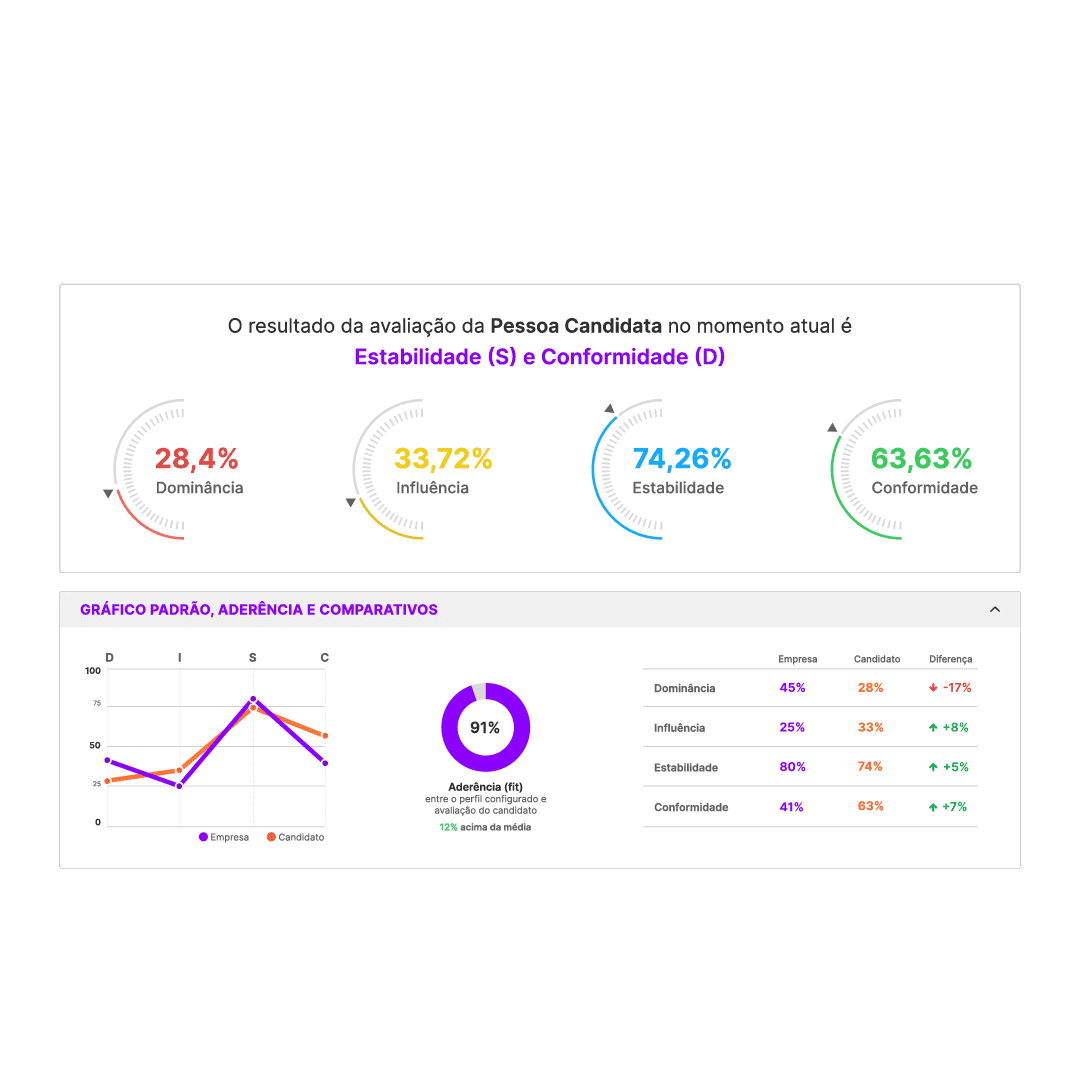 O resultado da avaliação da Pessoa Candidata no momento atual é
Estabilidade (S) e Conformidade (D)
28,4%
Dominância
33,72%
Influência
74,26%
Estabilidade
63,63%
Conformidade
GRÁFICO PADRÃO, ADERÊNCIA E COMPARATIVOS
D I S C
100
75
50
25
0
Empresa Candidato
91%
Aderência (fit)
entre o perfil configurado e
avaliação do candidato
12% acima da média
Empresa Candidato Diferença
Dominância 45% 28% -17%
Influência 25% 33% +8%
Estabilidade 80% 74% +5%
Conformidade 41% 63% +7%